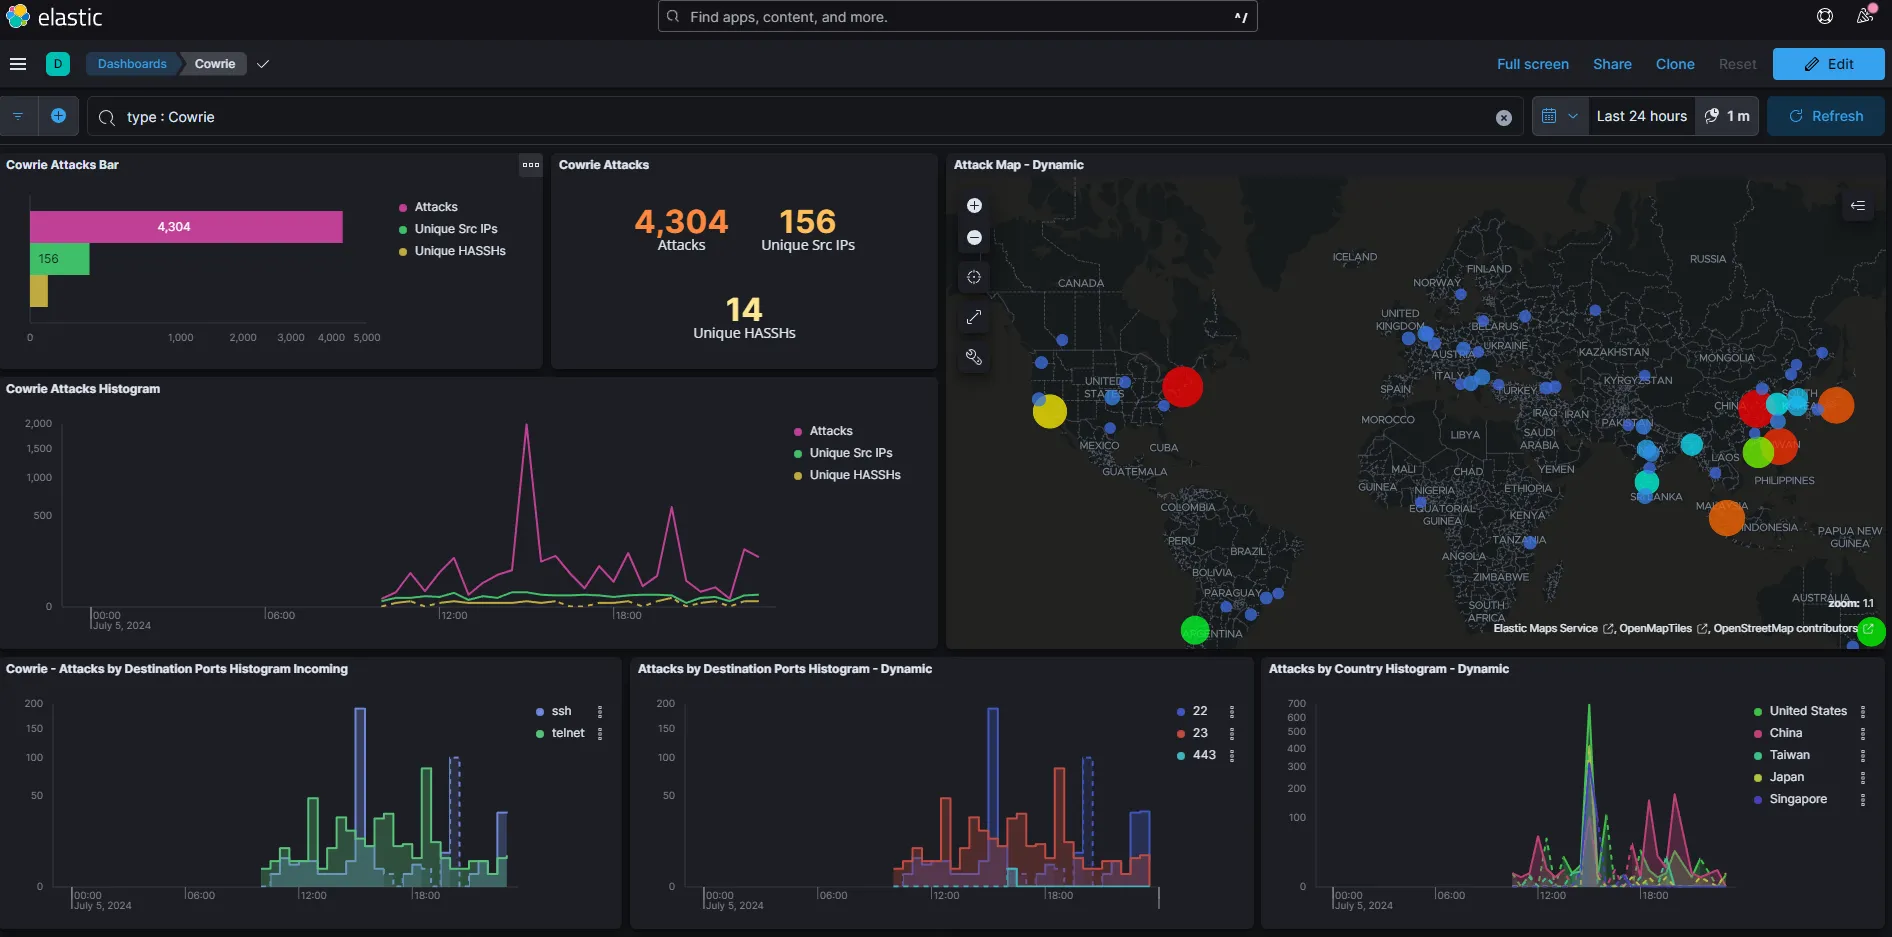 elastic
Find apps, content, and more.
^/
D
Dashboards
Cowrie
Full screen
Share
Clone
Reset
Edit
type : Cowrie
Last 24 hours
1 m
Refresh
Cowrie Attacks Bar
4,304
156
0
1,000
2,000
3,000
4,000
5,000
Attacks
Unique Src IPs
Unique HASSHs
Cowrie Attacks
4,304
Attacks
156
Unique Src IPs
14
Unique HASSHs
Attack Map - Dynamic
ICELAND
RUSSIA
FINLAND
CANADA
NORWAY
UNITED
KINGDOM
BELARUS
UKRAINE
AUSTRIA
KAZAKHSTAN
MONGOLIA
UNITED
STATES
ITALY
KYRGYZSTAN
SPAIN
TURKEY
CHINA
SOUTH
IRAQ
IRAN
MOROCCO
PAKISTAN
LIBYA
SAUDI
ARABIA
MEXICO
CUBA
LAOS
GUATEMALA
MALI
CHAD
YEMEN
PHILIPPINES
GUINEA
NIGERIA
ETHIOPIA
SRI LANKA
COLOMBIA
EQUATORIAL
GUINEA
KENYA
MALAYSIA
INDONESIA
PAPUA NEW
GUINEA
PERU
TANZANIA
BRAZIL
ANGOLA
BOLIVIA
ZIMBABWE
PARAGUAY
AUSTRALIA
SOUTH
AFRICA
ARGENTINA
zoom: 1.1
Elastic Maps Service , OpenMapTiles , OpenStreetMap contributors
Cowrie Attacks Histogram
2,000
1,500
1,000
500
0
00:00
July 5, 2024
06:00
12:00
18:00
Attacks
Unique Src IPs
Unique HASSHs
Cowrie - Attacks by Destination Ports Histogram Incoming
200
150
100
50
0
00:00
July 5, 2024
06:00
12:00
18:00
ssh
telnet
Attacks by Destination Ports Histogram - Dynamic
200
150
100
50
0
00:00
July 5, 2024
06:00
12:00
18:00
22
23
443
Attacks by Country Histogram - Dynamic
700
600
500
400
300
200
100
0
00:00
July 5, 2024
06:00
12:00
18:00
United States
China
Taiwan
Japan
Singapore